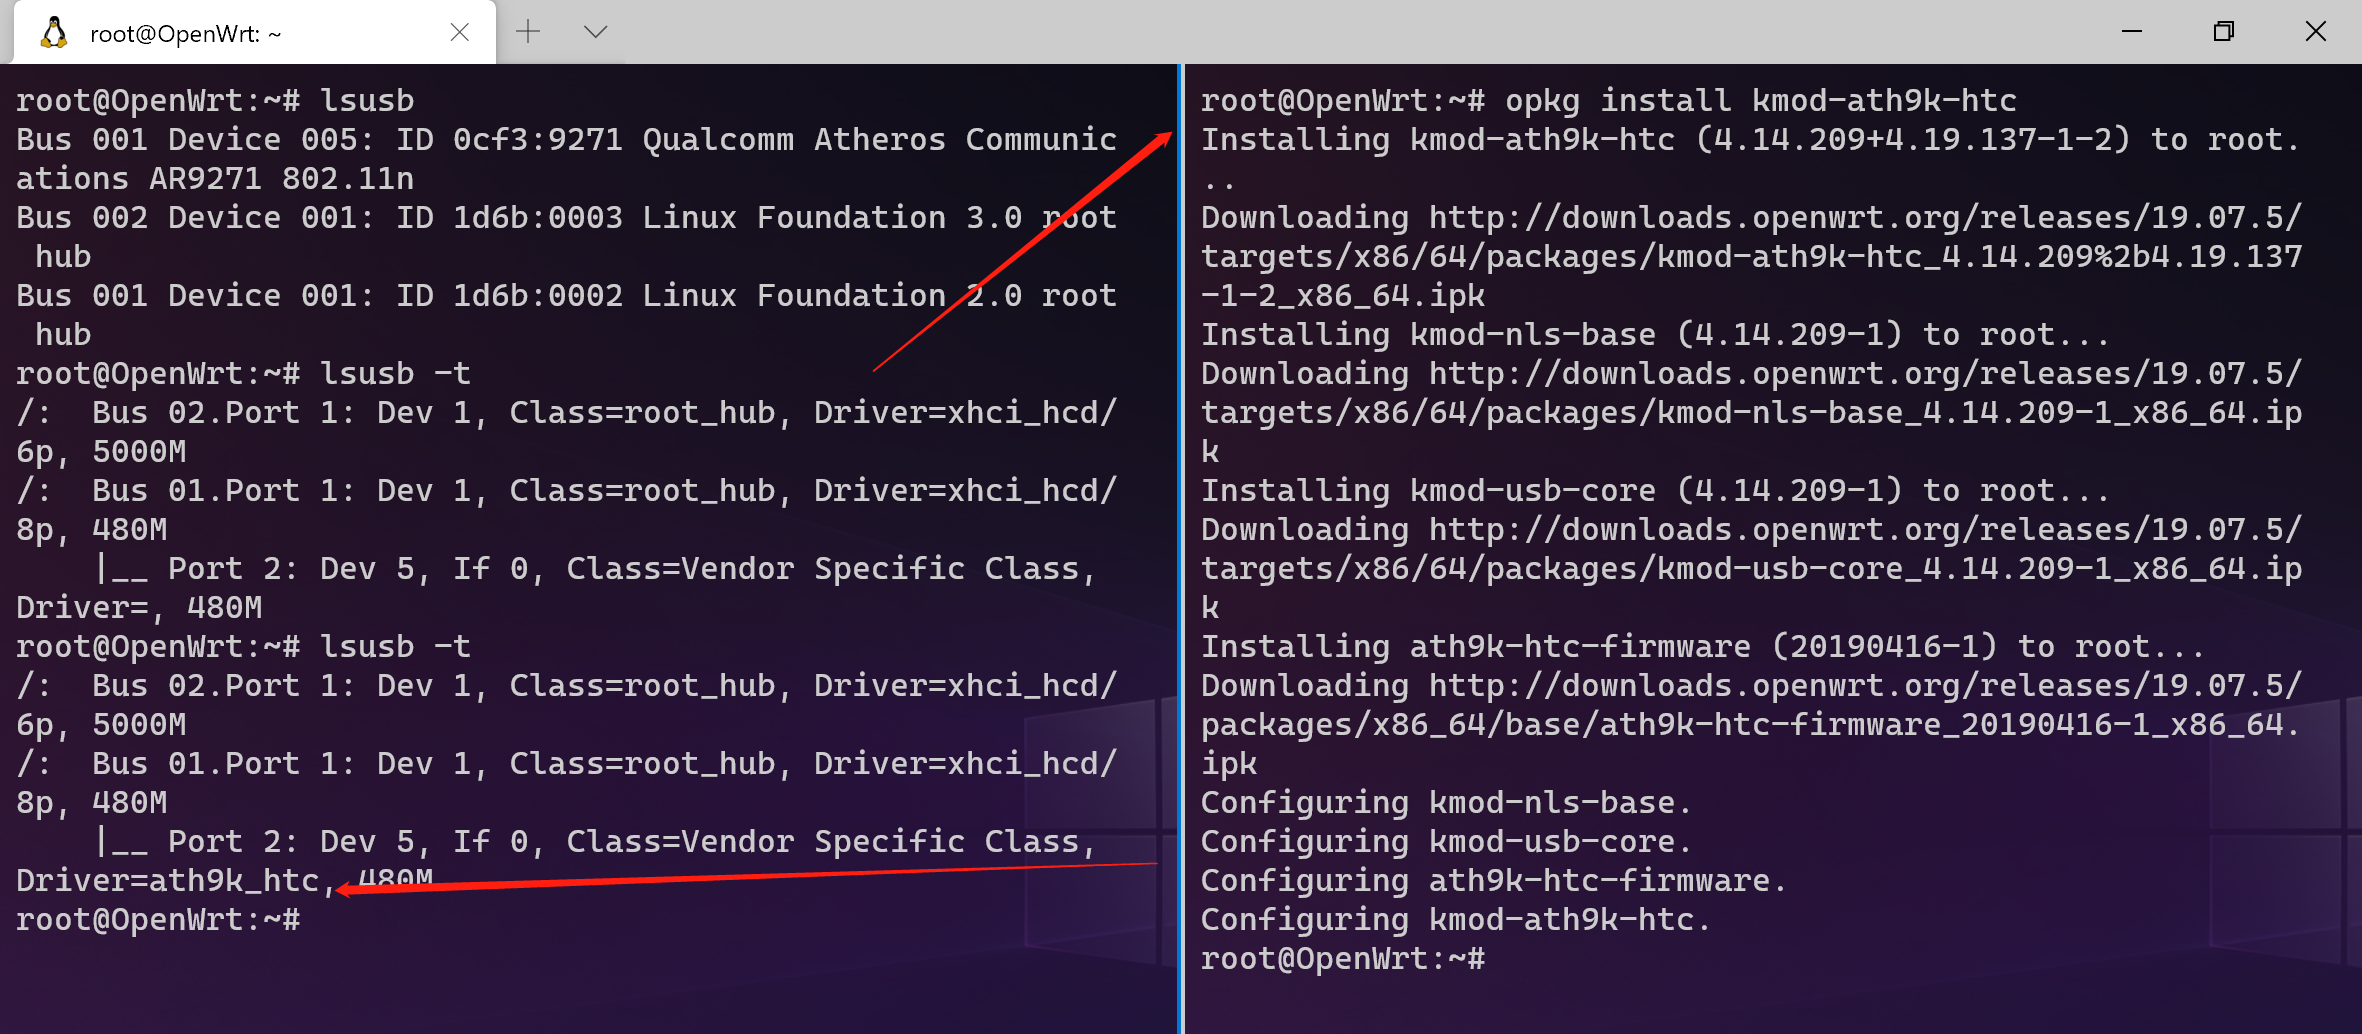 root@OpenWrt: ~
root@OpenWrt:~# lsusb
Bus 001 Device 005: ID 0cf3:9271 Qualcomm Atheros Communic
ations AR9271 802.11n
Bus 002 Device 001: ID 1d6b:0003 Linux Foundation 3.0 root
 hub
Bus 001 Device 001: ID 1d6b:0002 Linux Foundation 2.0 root
 hub
root@OpenWrt:~# lsusb -t
/:  Bus 02.Port 1: Dev 1, Class=root_hub, Driver=xhci_hcd/
6p, 5000M
/:  Bus 01.Port 1: Dev 1, Class=root_hub, Driver=xhci_hcd/
8p, 480M
    |__ Port 2: Dev 5, If 0, Class=Vendor Specific Class,
Driver=, 480M
root@OpenWrt:~# lsusb -t
/:  Bus 02.Port 1: Dev 1, Class=root_hub, Driver=xhci_hcd/
6p, 5000M
/:  Bus 01.Port 1: Dev 1, Class=root_hub, Driver=xhci_hcd/
8p, 480M
    |__ Port 2: Dev 5, If 0, Class=Vendor Specific Class,
Driver=ath9k_htc, 480M
root@OpenWrt:~#
root@OpenWrt:~# opkg install kmod-ath9k-htc
Installing kmod-ath9k-htc (4.14.209+4.19.137-1-2) to root.
..
Downloading http://downloads.openwrt.org/releases/19.07.5/
targets/x86/64/packages/kmod-ath9k-htc_4.14.209%2b4.19.137
-1-2_x86_64.ipk
Installing kmod-nls-base (4.14.209-1) to root...
Downloading http://downloads.openwrt.org/releases/19.07.5/
targets/x86/64/packages/kmod-nls-base_4.14.209-1_x86_64.ip
k
Installing kmod-usb-core (4.14.209-1) to root...
Downloading http://downloads.openwrt.org/releases/19.07.5/
targets/x86/64/packages/kmod-usb-core_4.14.209-1_x86_64.ip
k
Installing ath9k-htc-firmware (20190416-1) to root...
Downloading http://downloads.openwrt.org/releases/19.07.5/
packages/x86_64/base/ath9k-htc-firmware_20190416-1_x86_64.
ipk
Configuring kmod-nls-base.
Configuring kmod-usb-core.
Configuring ath9k-htc-firmware.
Configuring kmod-ath9k-htc.
root@OpenWrt:~#